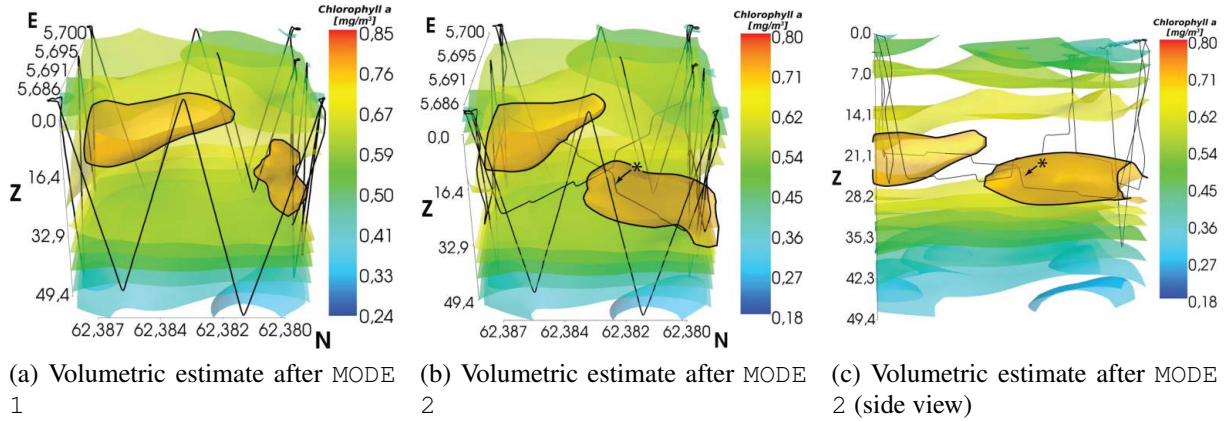 E
5,700
5,695
5,691
5,686
0,0
16,4
Z
32,9
49,4
62,387 62,384 62,382 62,380
N
Chlorophyll a
[mg/m³]
0,85
0,76
0,67
0,59
0,50
0,41
0,33
0,24
(a) Volumetric estimate after MODE
1
E
5,700
5,695
5,691
5,686
0,0
16,4
Z
32,9
49,4
62,387 62,384 62,382 62,380
N
*
Chlorophyll a
[mg/m³]
0,80
0,71
0,62
0,54
0,45
0,36
0,27
0,18
(b) Volumetric estimate after MODE
2
0,0
7,0
14,1
21,1
Z
28,2
35,3
42,3
49,4
*
Chlorophyll a
[mg/m³]
0,80
0,71
0,62
0,54
0,45
0,36
0,27
0,18
(c) Volumetric estimate after MODE
2 (side view)